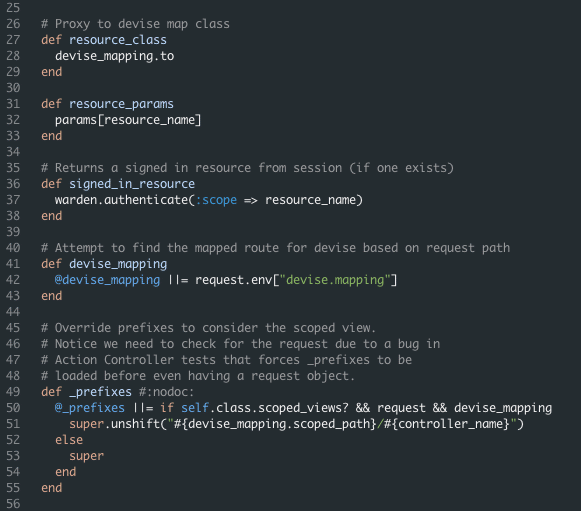 25
26 # Proxy to devise map class
27 def resource_class
28   devise_mapping.to
29 end
30
31 def resource_params
32   params[resource_name]
33 end
34
35 # Returns a signed in resource from session (if one exists)
36 def signed_in_resource
37   warden.authenticate(:scope => resource_name)
38 end
39
40 # Attempt to find the mapped route for devise based on request path
41 def devise_mapping
42   @devise_mapping ||= request.env["devise.mapping"]
43 end
44
45 # Override prefixes to consider the scoped view.
46 # Notice we need to check for the request due to a bug in
47 # Action Controller tests that forces _prefixes to be
48 # loaded before even having a request object.
49 def _prefixes #:nodoc:
50   @_prefixes ||= if self.class.scoped_views? && request && devise_mapping
51     super.unshift("#{devise_mapping.scoped_path}/#{controller_name}")
52   else
53     super
54   end
55 end
56